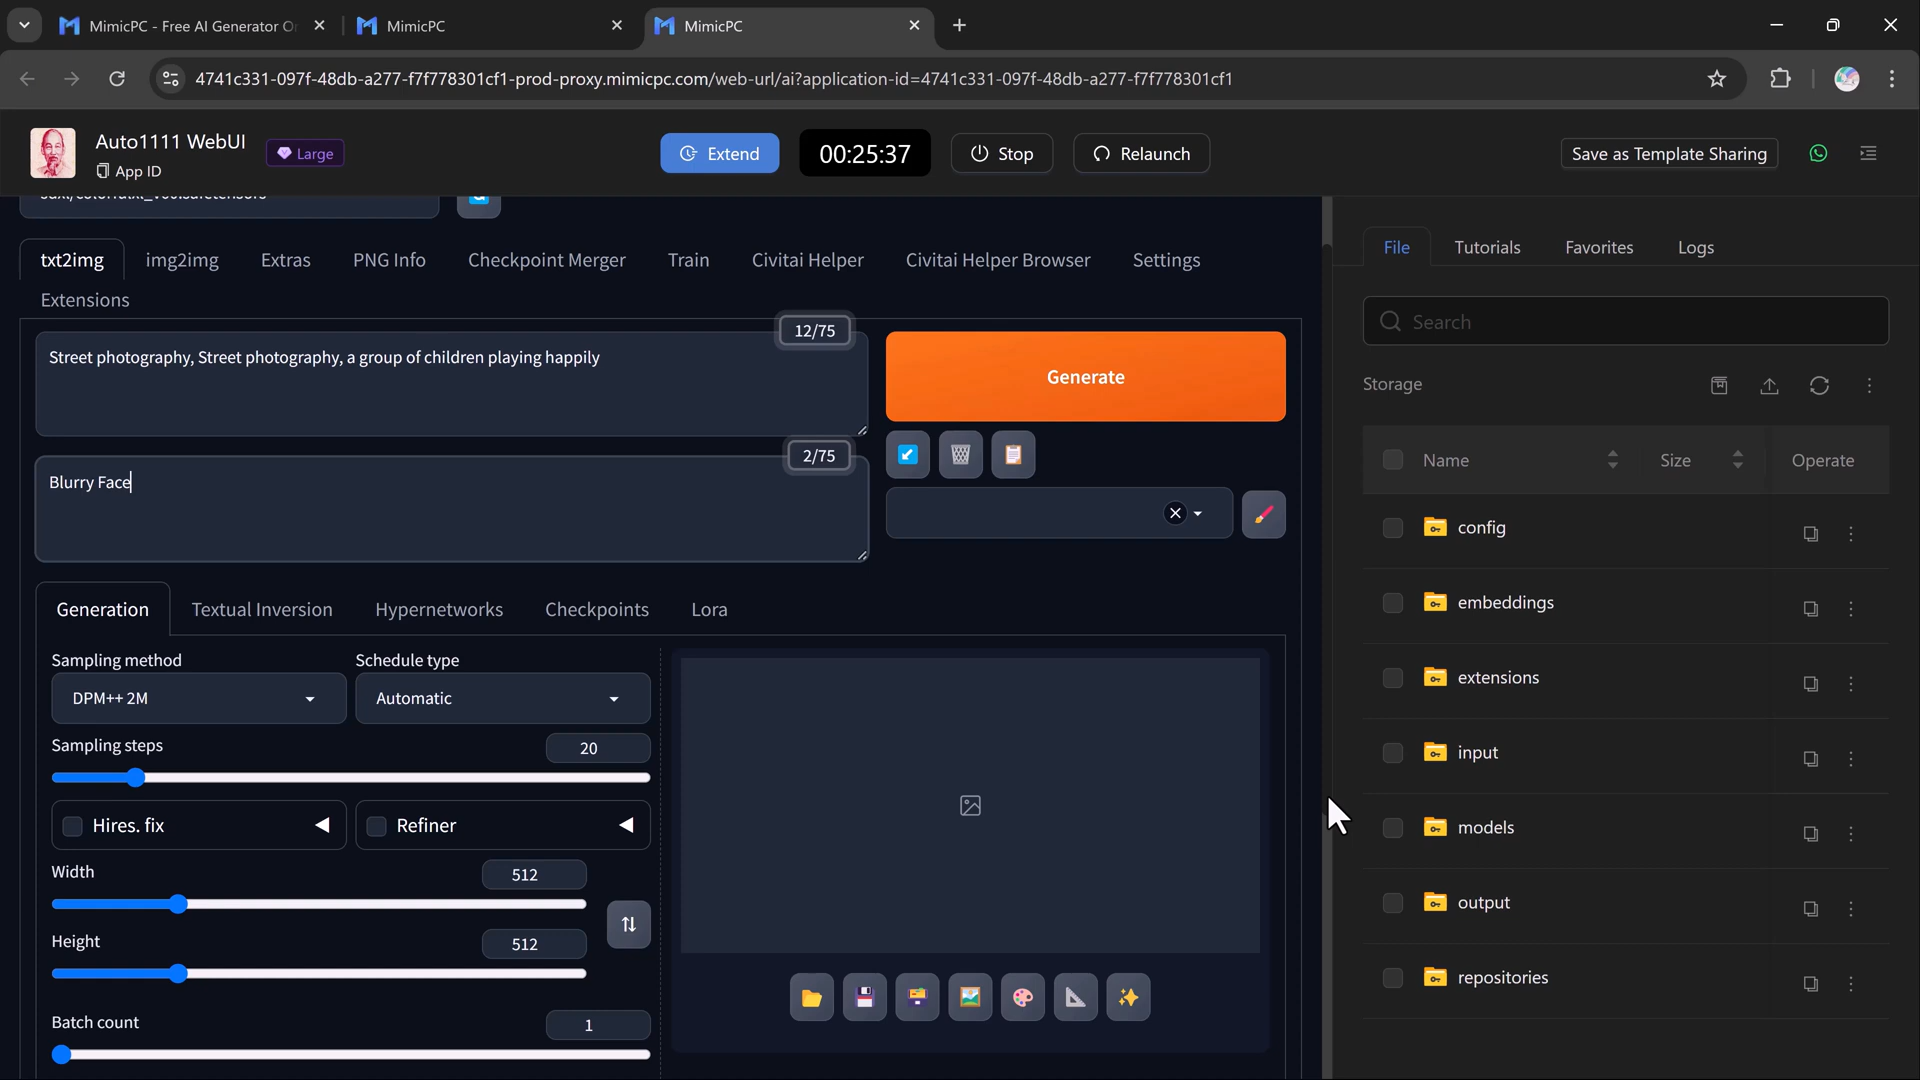 MimicPC - Free AI Generator O
MimicPC
MimicPC
4741c331-097f-48db-a277-f7f778301cf1-prod-proxy.mimicpc.com/web-url/ai?application-id=4741c331-097f-48db-a277-f7f778301cf1
Auto1111 WebUI
App ID
Large
Extend
00:25:37
Stop
Relaunch
Save as Template Sharing
txt2img
img2img
Extras
PNG Info
Checkpoint Merger
Train
Civitai Helper
Civitai Helper Browser
Settings
Extensions
12/75
Street photography, Street photography, a group of children playing happily
Generate
2/75
Blurry Face
Generation
Textual Inversion
Hypernetworks
Checkpoints
Lora
Sampling method
Schedule type
DPM++ 2M
Automatic
Sampling steps
20
Hires. fix
Refiner
Width
512
Height
512
Batch count
1
File
Tutorials
Favorites
Logs
Search
Storage
Name
Size
Operate
config
embeddings
extensions
input
models
output
repositories